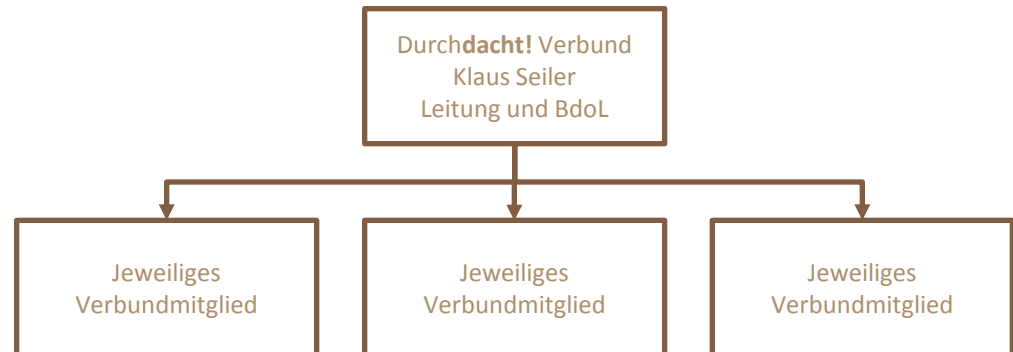 Durchdacht! Verbund
Klaus Seiler
Leitung und BdoL
Jeweiliges
Verbundmitglied
Jeweiliges
Verbundmitglied
Jeweiliges
Verbundmitglied